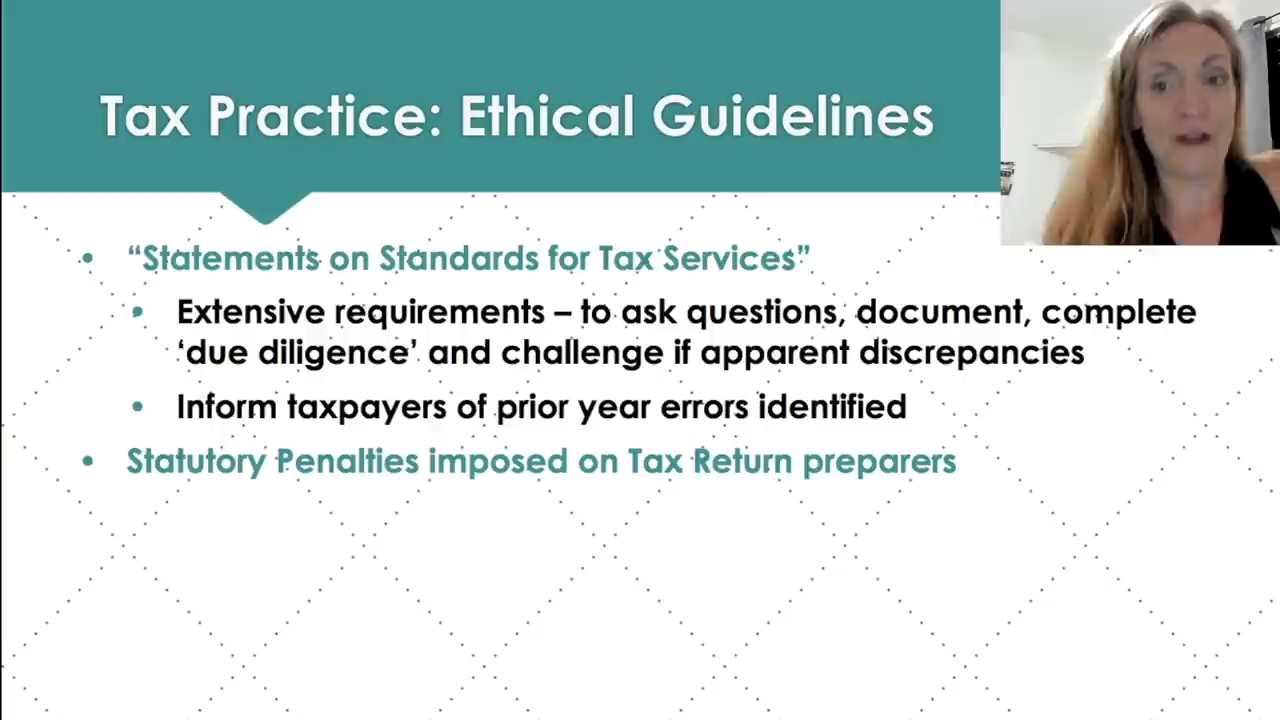 Tax Practice: Ethical Guidelines
• “Statements on Standards for Tax Services”
• Extensive requirements – to ask questions, document, complete
‘due diligence’ and challenge if apparent discrepancies
• Inform taxpayers of prior year errors identified
• Statutory Penalties imposed on Tax Return preparers